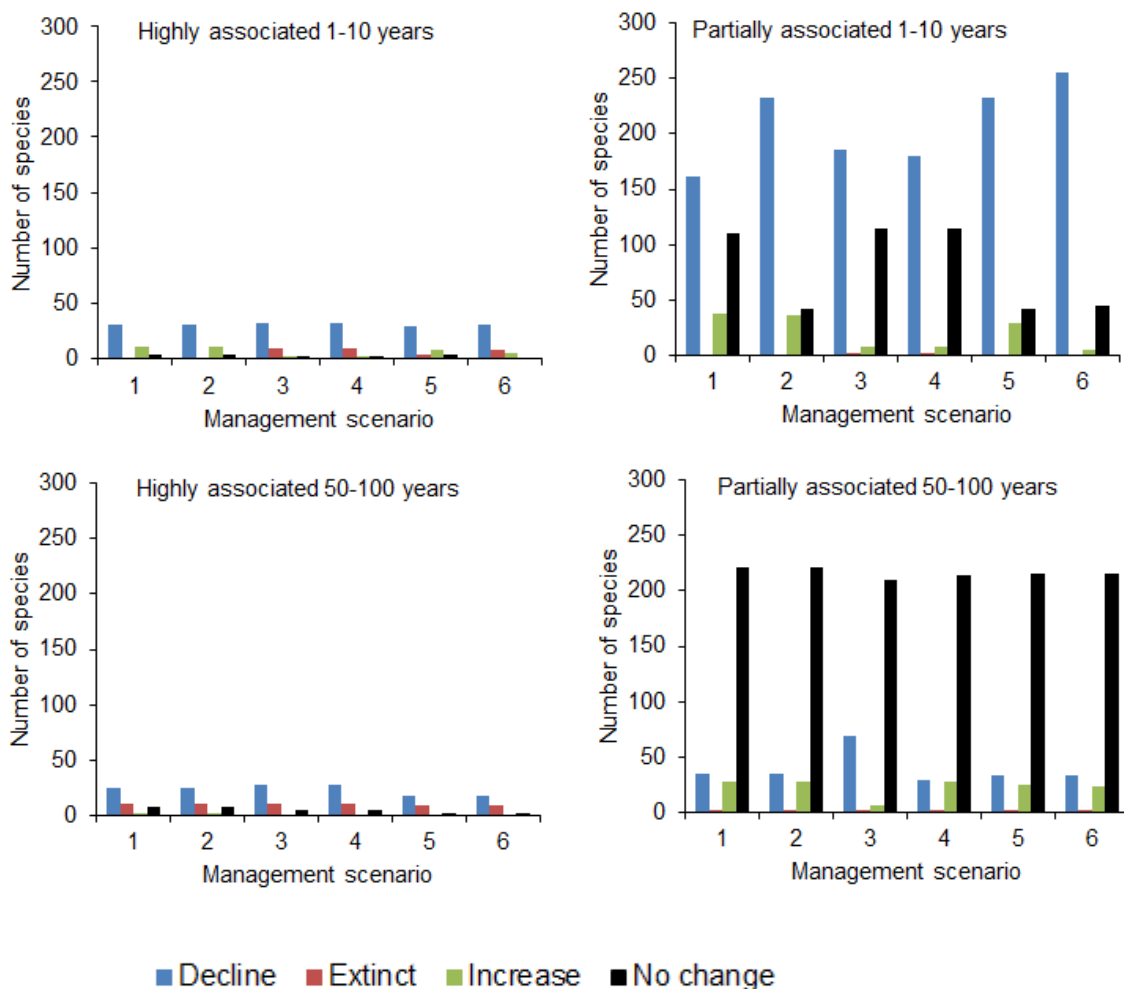 Highly associated 1-10 years
Number of species
300
250
200
150
100
50
0
1 2 3 4 5 6
Management scenario
Partially associated 1-10 years
Number of species
300
250
200
150
100
50
0
1 2 3 4 5 6
Management scenario
Highly associated 50-100 years
Number of species
300
250
200
150
100
50
0
1 2 3 4 5 6
Management scenario
Partially associated 50-100 years
Number of species
300
250
200
150
100
50
0
1 2 3 4 5 6
Management scenario
Decline Extinct Increase No change